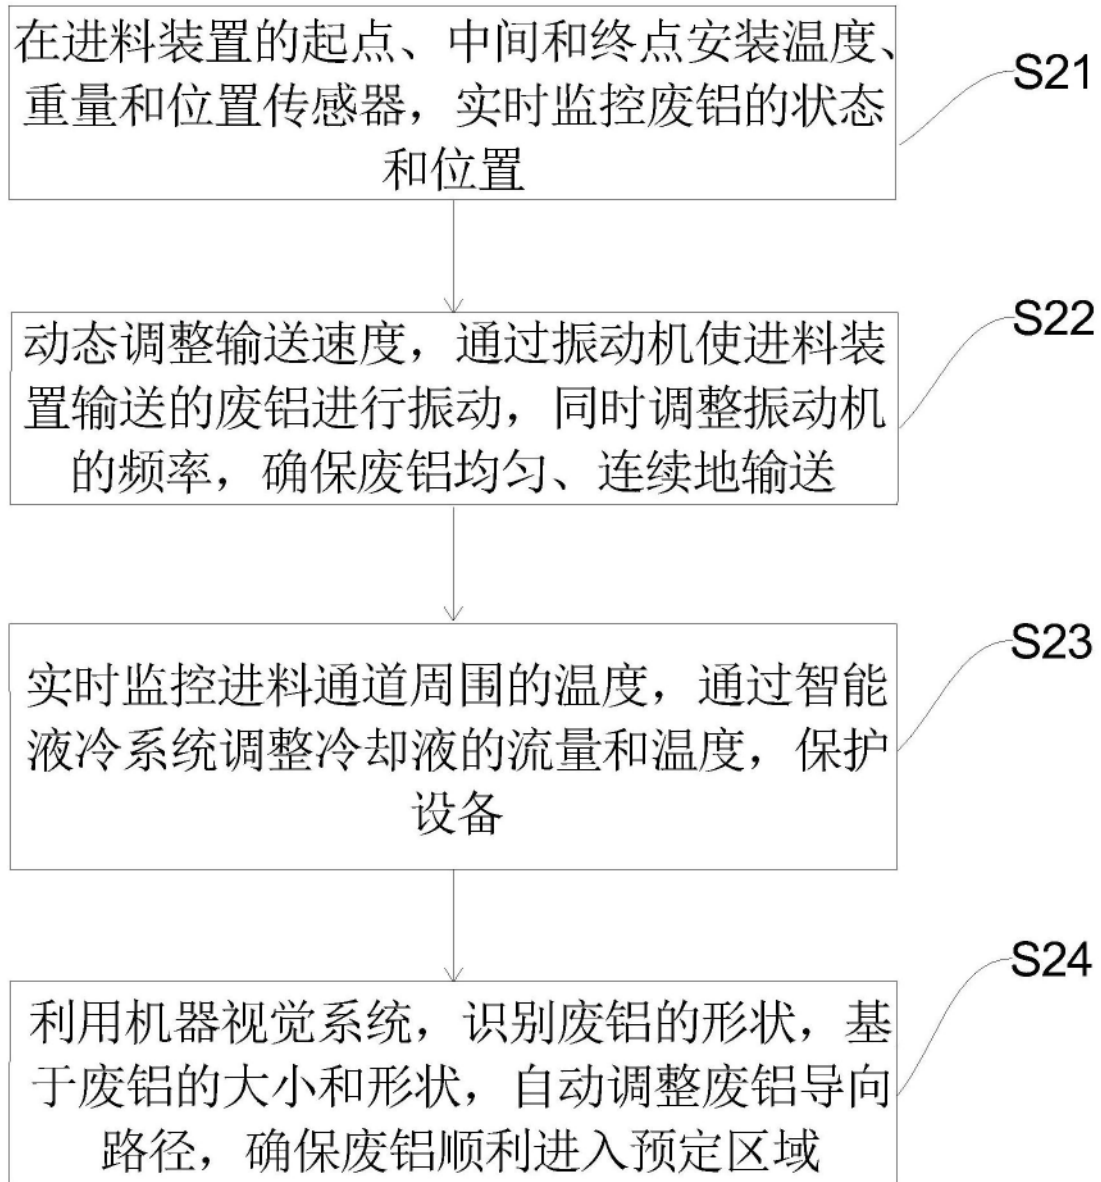 在进料装置的起点、中间和终点安装温度、
重量和位置传感器，实时监控废铝的状态
和位置
S21
动态调整输送速度，通过振动机使进料装
置输送的废铝进行振动，同时调整振动机
的频率，确保废铝均匀、连续地输送
S22
实时监控进料通道周围的温度，通过智能
液冷系统调整冷却液的流量和温度，保护
设备
S23
利用机器视觉系统，识别废铝的形状，基
于废铝的大小和形状，自动调整废铝导向
路径，确保废铝顺利进入预定区域
S24